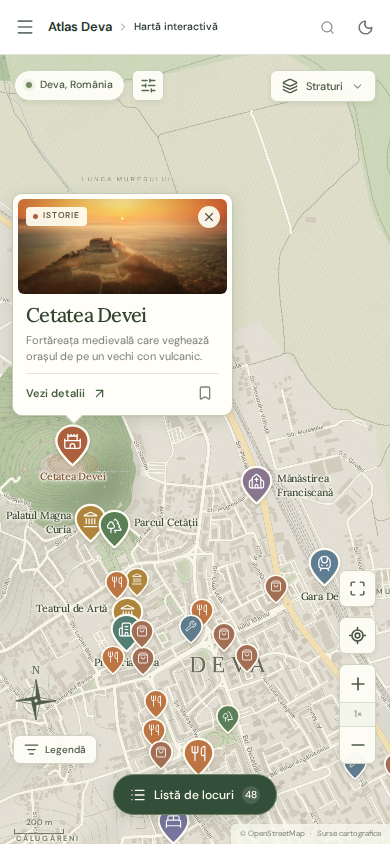 Atlas Deva
Hartă interactivă
Deva, România
Straturi
LUNCA MUREȘULUI
ISTORIE
Cetatea Devei
Fortăreața medievală care veghează
orașul de pe un vechi con vulcanic.
Vezi detalii
Cetatea Devei
Mănăstirea
Franciscană
Palatul Magna
Curia
Parcul Cetății
Gara De
Teatrul de Artă
DEVA
N
1×
Legendă
Listă de locuri 48
200 m
CĂLUGĂRENI
© OpenStreetMap · Surse cartografice